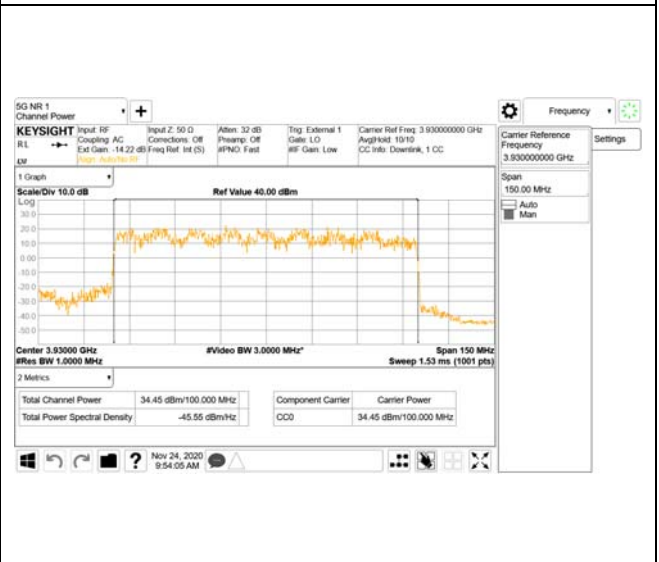 5G NR 1
Channel Power
Frequency
KEYSIGHT
Input: RF
Input Z: 50 Ω
Atten: 32 dB
Trig: External 1
Carrier Ref Freq: 3.930000000 GHz
RL
Coupling: AC
Corrections: Off
Preamp: Off
Gate: LO
Avg|Hold: 10/10
Ext Gain: -14.22 dB
Freq Ref: Int (S)
#PNO: Fast
#IF Gain: Low
CC Info: Downlink, 1 CC
Align: Auto/No RF
Carrier Reference
Frequency
3.930000000 GHz
Settings
Span
150.00 MHz
Auto
Man
1 Graph
Scale/Div 10.0 dB
Ref Value 40.00 dBm
Log
30.0
20.0
10.0
0.00
-10.0
-20.0
-30.0
-40.0
-50.0
Center 3.93000 GHz
#Video BW 3.0000 MHz*
Span 150 MHz
#Res BW 1.0000 MHz
Sweep 1.53 ms (1001 pts)
2 Metrics
Total Channel Power
34.45 dBm/100.000 MHz
Total Power Spectral Density
-45.55 dBm/Hz
Component Carrier
Carrier Power
CC0
34.45 dBm/100.000 MHz
?
Nov 24, 2020
9:54:05 AM